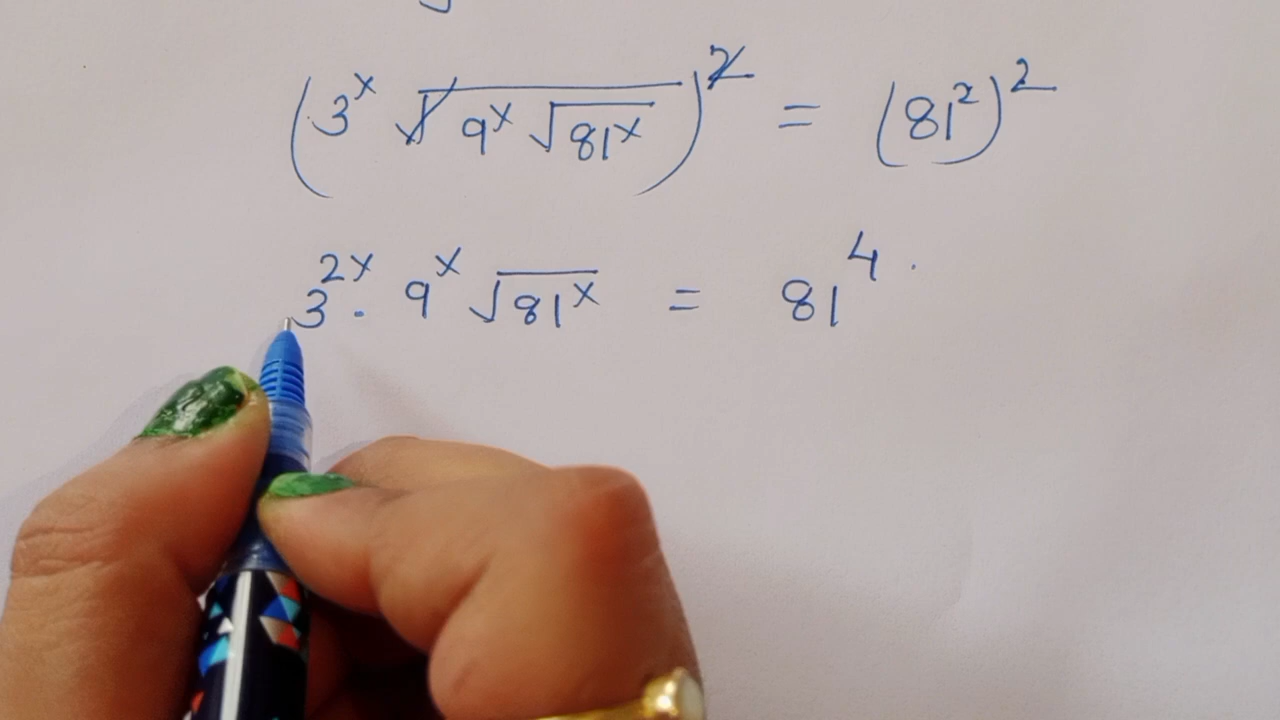 (3^x √(9^x √(81^x)))^2 = (81^2)^2
3^(2x) · 9^x √(81^x) = 81^4 .